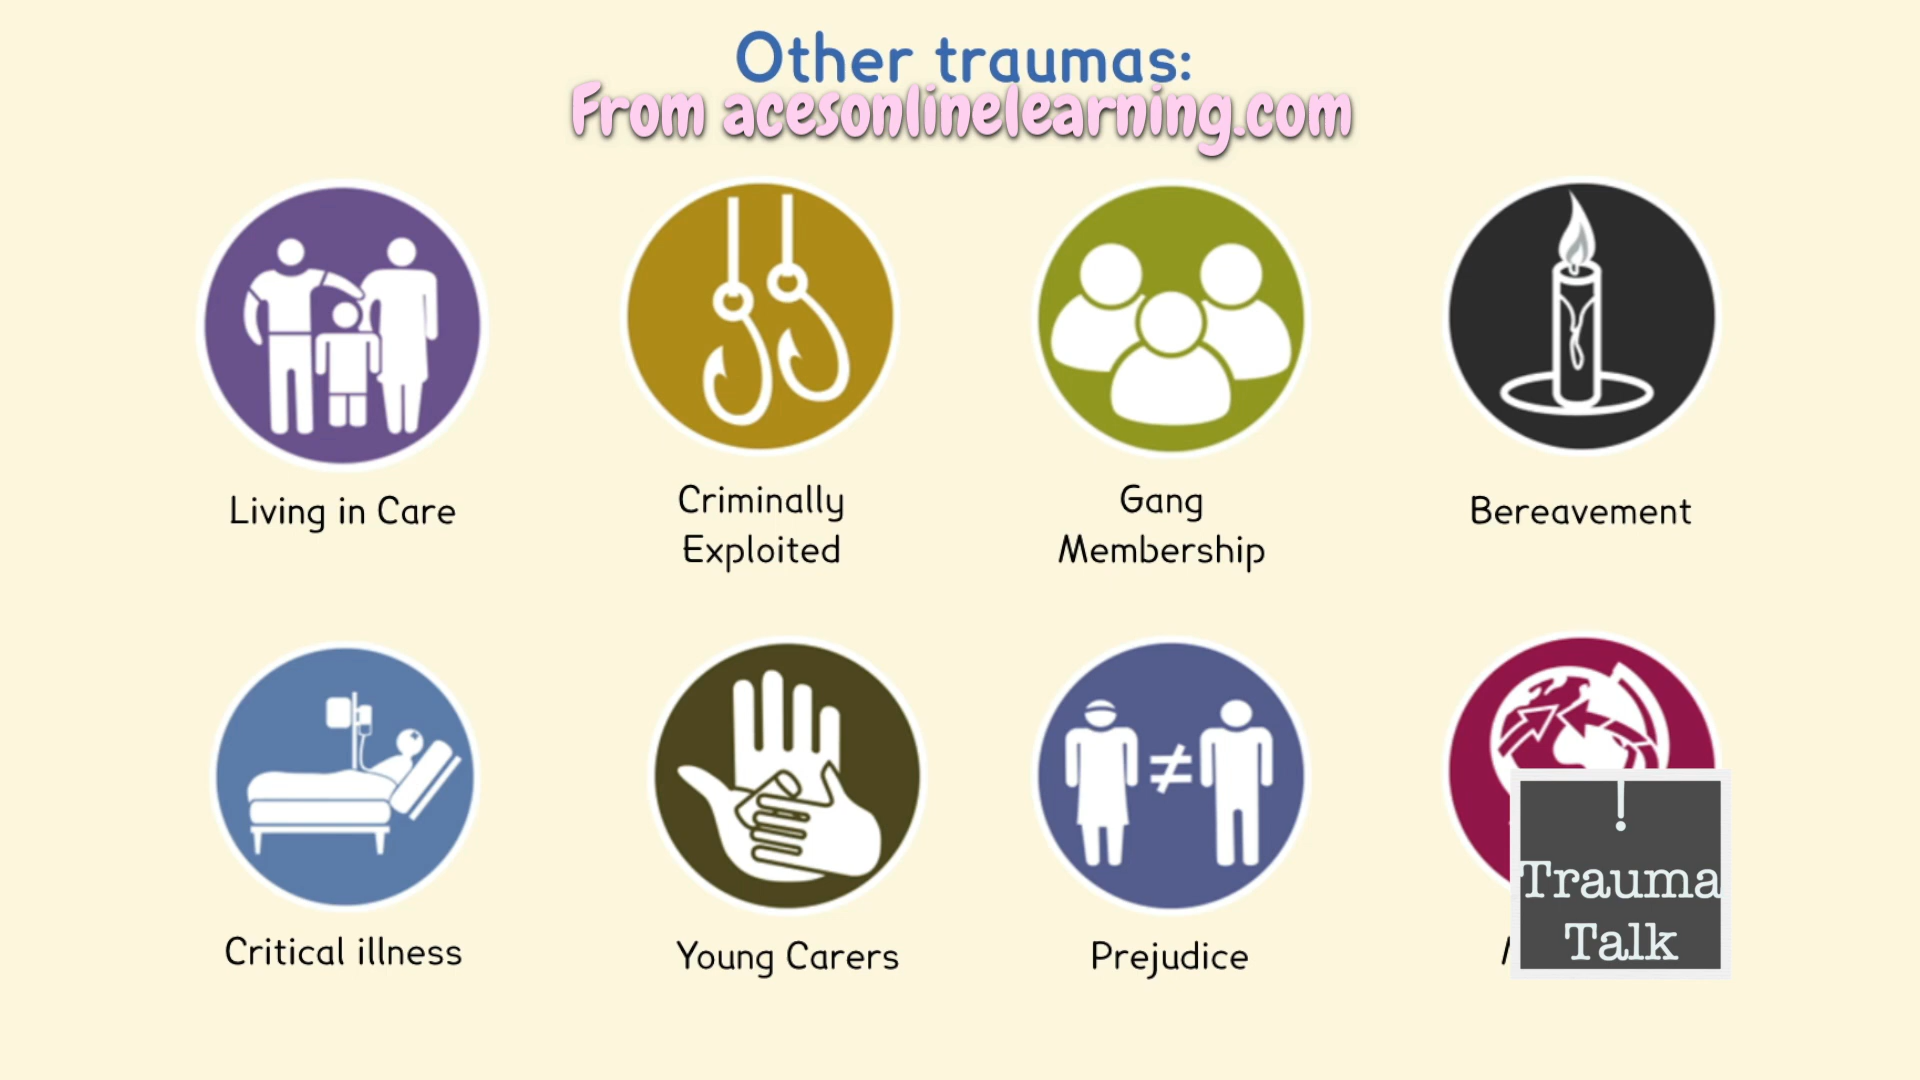 Other traumas:
From acesonlinelearning.com
Living in Care
Criminally
Exploited
Gang
Membership
Bereavement
Critical illness
Young Carers
Prejudice
!
Trauma
Talk